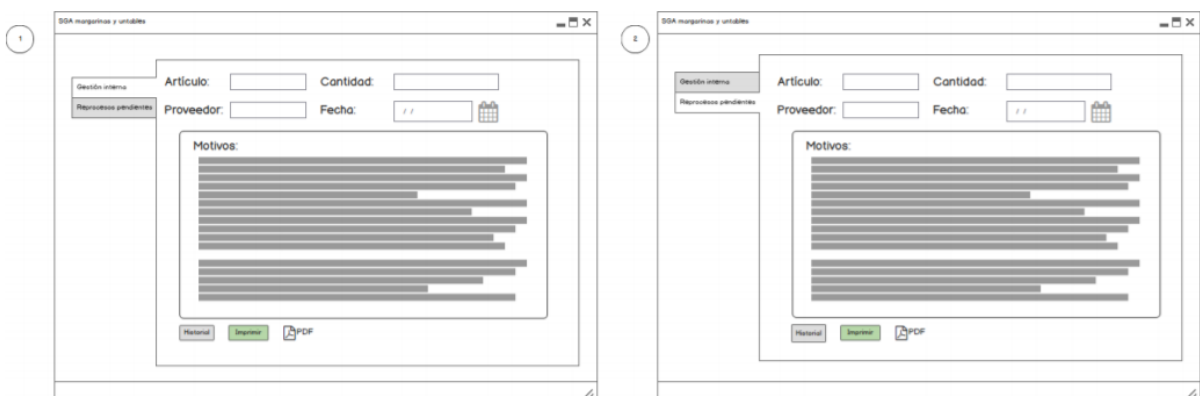 1
SGA margarinas y untables
Gestión interna
Reprocesos pendientes
Artículo:
Cantidad:
Proveedor:
Fecha:
/ /
Motivos:
Historial
Imprimir
PDF
2
SGA margarinas y untables
Gestión interna
Reprocesos pendientes
Artículo:
Cantidad:
Proveedor:
Fecha:
/ /
Motivos:
Historial
Imprimir
PDF